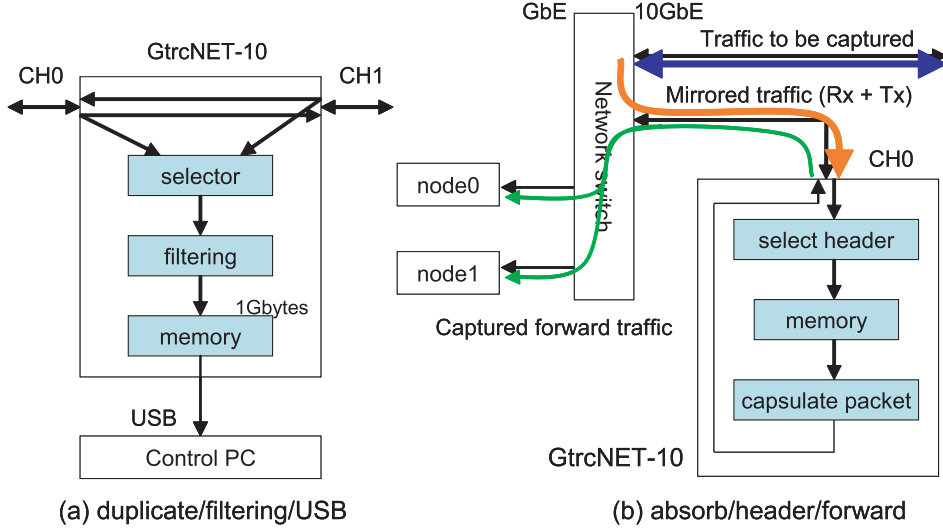 GtrcNET-10
CH0
CH1
selector
filtering
1Gbytes
memory
USB
Control PC
(a) duplicate/filtering/USB
GbE
10GbE
Traffic to be captured
Network switch
Mirrored traffic (Rx + Tx)
CH0
node0
node1
select header
memory
capsulate packet
Captured forward traffic
GtrcNET-10
(b) absorb/header/forward